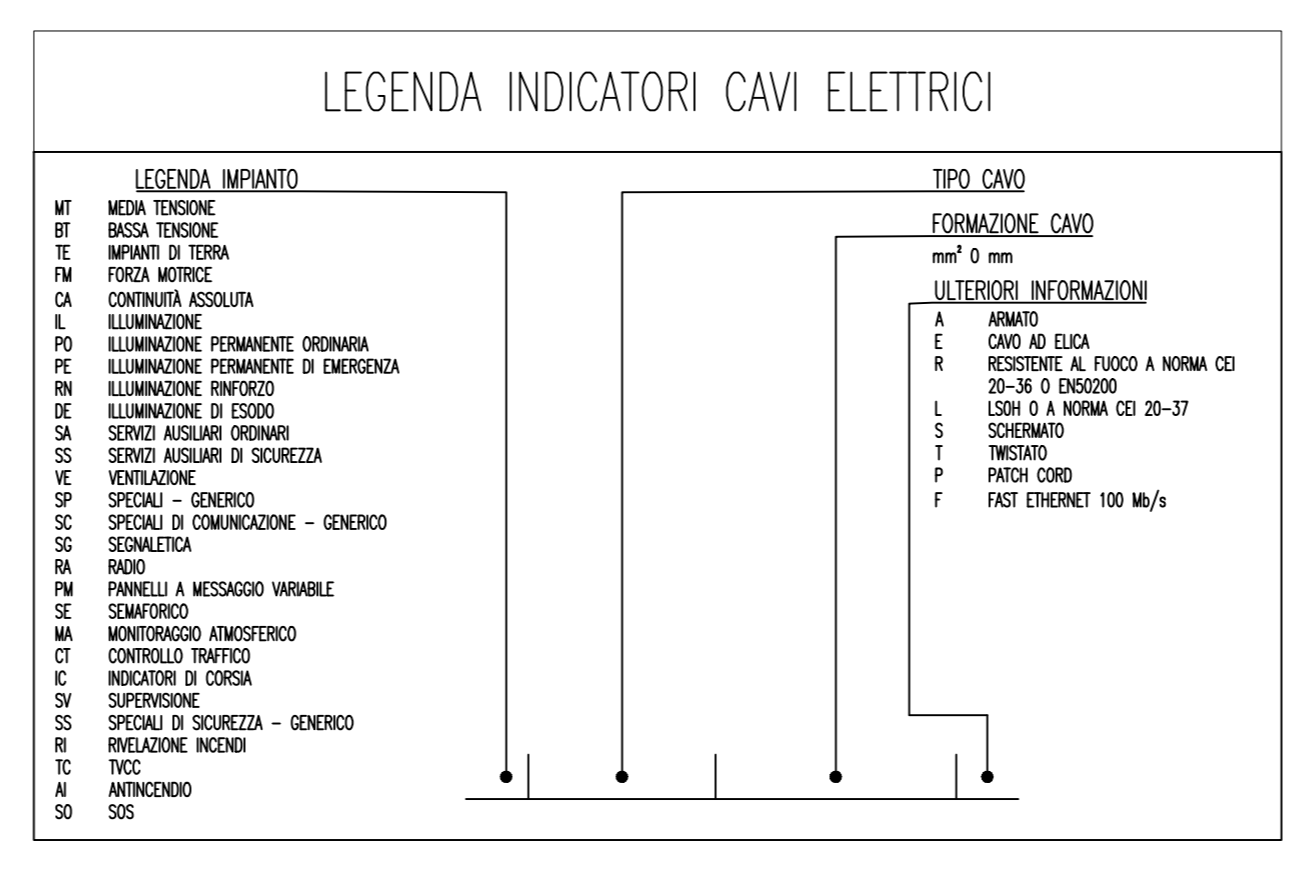 LEGENDA INDICATORI CAVI ELETTRICI
LEGENDA IMPIANTO
MT MEDIA TENSIONE
BT BASSA TENSIONE
TE IMPIANTI DI TERRA
FM FORZA MOTRICE
CA CONTINUITÀ ASSOLUTA
IL ILLUMINAZIONE
PO ILLUMINAZIONE PERMANENTE ORDINARIA
PE ILLUMINAZIONE PERMANENTE DI EMERGENZA
RN ILLUMINAZIONE RINFORZO
DE ILLUMINAZIONE DI ESODO
SA SERVIZI AUSILIARI ORDINARI
SS SERVIZI AUSILIARI DI SICUREZZA
VE VENTILAZIONE
SP SPECIALI – GENERICO
SC SPECIALI DI COMUNICAZIONE – GENERICO
SG SEGNALETICA
RA RADIO
PM PANNELLI A MESSAGGIO VARIABILE
SE SEMAFORICO
MA MONITORAGGIO ATMOSFERICO
CT CONTROLLO TRAFFICO
IC INDICATORI DI CORSIA
SV SUPERVISIONE
SS SPECIALI DI SICUREZZA – GENERICO
RI RIVELAZIONE INCENDI
TC TVCC
AI ANTINCENDIO
SO SOS
TIPO CAVO
FORMAZIONE CAVO
mm² O mm
ULTERIORI INFORMAZIONI
A ARMATO
E CAVO AD ELICA
R RESISTENTE AL FUOCO A NORMA CEI
20–36 O EN50200
L LSOH O A NORMA CEI 20–37
S SCHERMATO
T TWISTATO
P PATCH CORD
F FAST ETHERNET 100 Mb/s